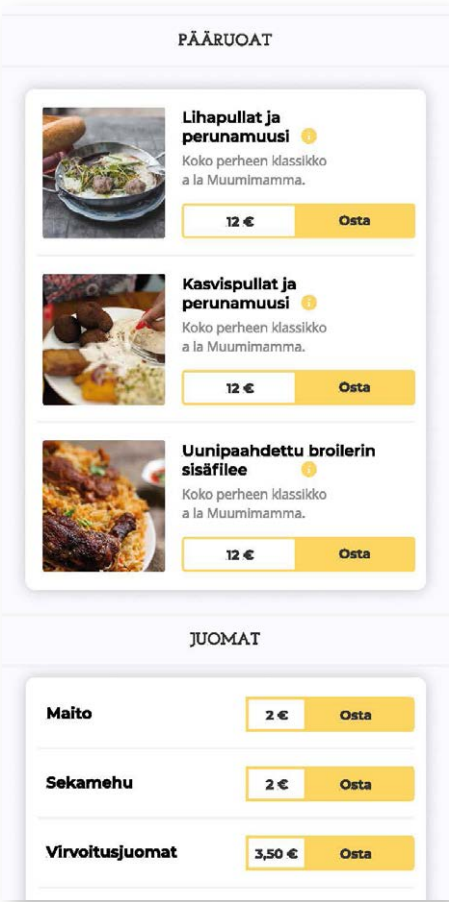 PÄÄRUOAT
Lihapullat ja
perunamuusi
Koko perheen klassikko
a la Muumimamma.
12 € Osta
Kasvispullat ja
perunamuusi
Koko perheen klassikko
a la Muumimamma.
12 € Osta
Uunipaahdettu broilerin
sisäfilee
Koko perheen klassikko
a la Muumimamma.
12 € Osta
JUOMAT
Maito 2 € Osta
Sekamehu 2 € Osta
Virvoitusjuomat 3,50 € Osta